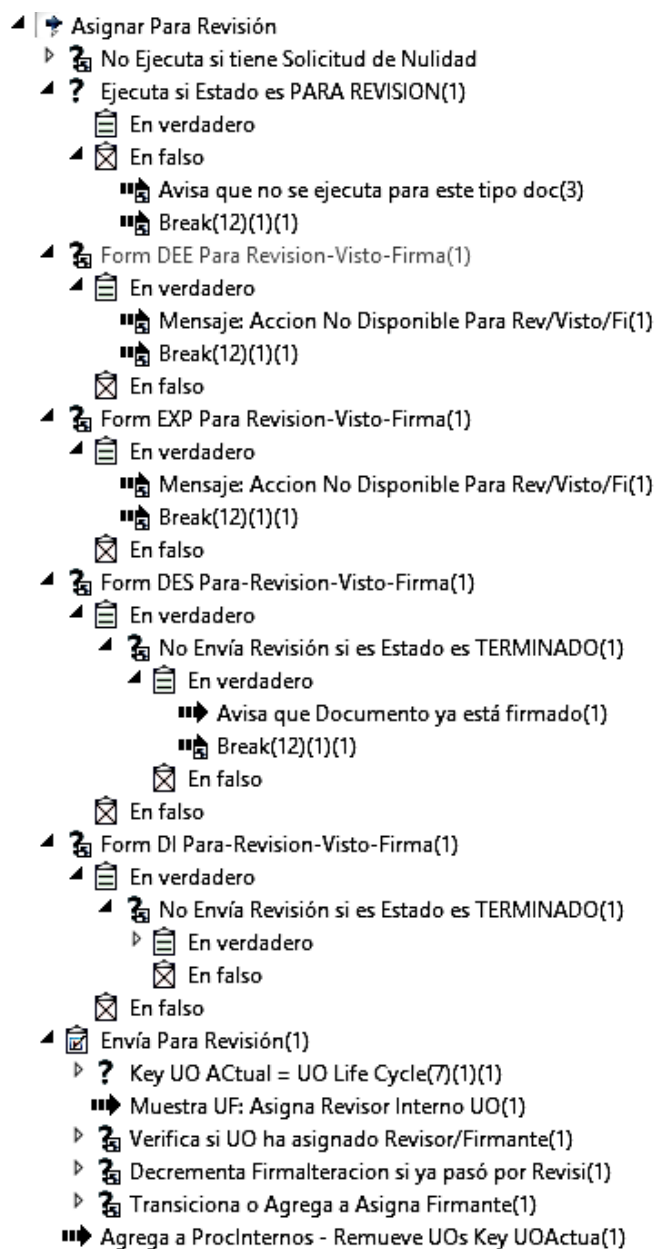 Asignar Para Revisión
No Ejecuta si tiene Solicitud de Nulidad
Ejecuta si Estado es PARA REVISION(1)
En verdadero
En falso
Avisa que no se ejecuta para este tipo doc(3)
Break(12)(1)(1)
Form DEE Para Revision-Visto-Firma(1)
En verdadero
Mensaje: Accion No Disponible Para Rev/Visto/Fi(1)
Break(12)(1)(1)
En falso
Form EXP Para Revision-Visto-Firma(1)
En verdadero
Mensaje: Accion No Disponible Para Rev/Visto/Fi(1)
Break(12)(1)(1)
En falso
Form DES Para-Revision-Visto-Firma(1)
En verdadero
No Envía Revisión si es Estado es TERMINADO(1)
En verdadero
Avisa que Documento ya está firmado(1)
Break(12)(1)(1)
En falso
En falso
Form DI Para-Revision-Visto-Firma(1)
En verdadero
No Envía Revisión si es Estado es TERMINADO(1)
En verdadero
En falso
En falso
Envía Para Revisión(1)
Key UO ACtual = UO Life Cycle(7)(1)(1)
Muestra UF: Asigna Revisor Interno UO(1)
Verifica si UO ha asignado Revisor/Firmante(1)
Decrementa FirmaIteracion si ya pasó por Revisi(1)
Transiciona o Agrega a Asigna Firmante(1)
Agrega a ProcInternos - Remueve UOs Key UOActua(1)